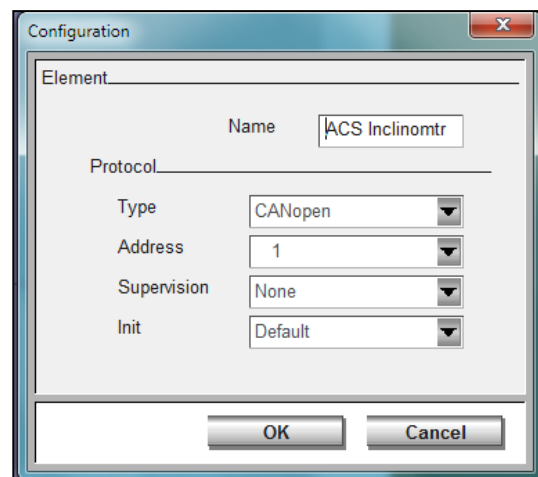 Configuration
Element
Name ACS Inclinomtr
Protocol
Type CANopen
Address 1
Supervision None
Init Default
OK Cancel